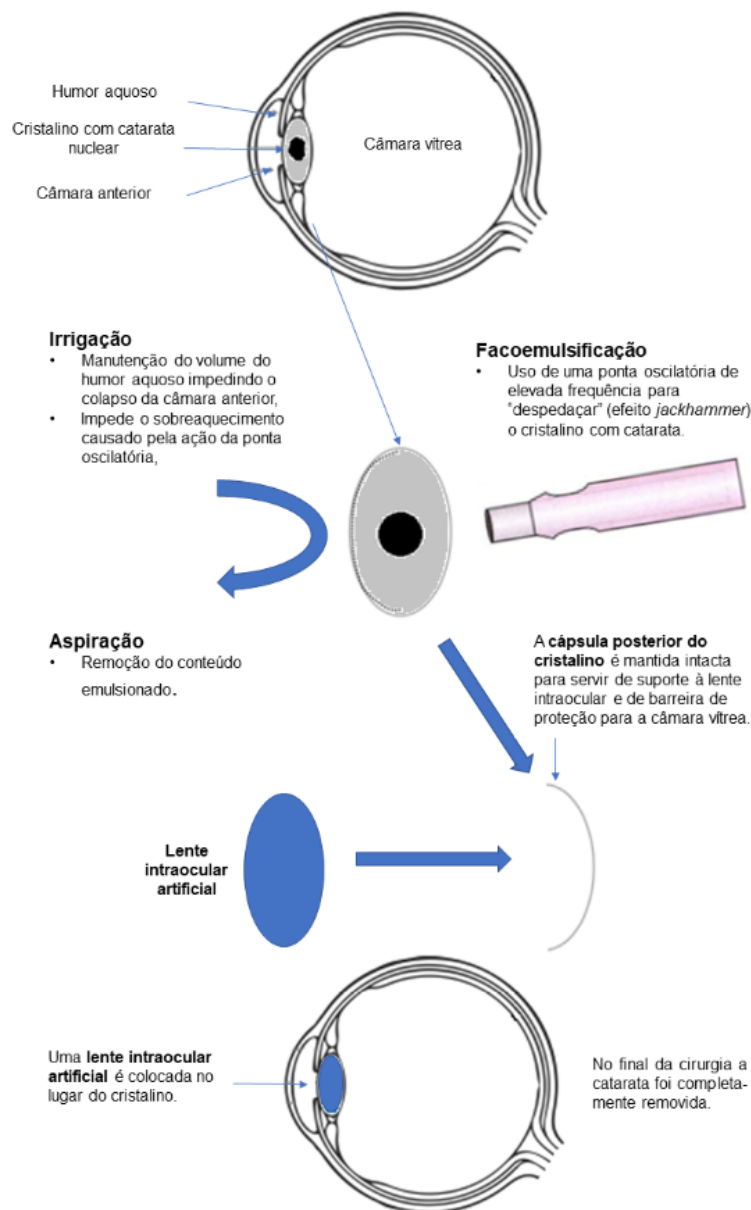 Humor aquoso
Cristalino com catarata
nuclear
Câmara anterior
Câmara vítrea
Irrigação
• Manutenção do volume do
humor aquoso impedindo o
colapso da câmara anterior,
• Impede o sobreaquecimento
causado pela ação da ponta
oscilatória,
Facoemulsificação
• Uso de uma ponta oscilatória de
elevada frequência para
"despedaçar" (efeito jackhammer)
o cristalino com catarata.
Aspiração
• Remoção do conteúdo
emulsionado.
A cápsula posterior do
cristalino é mantida intacta
para servir de suporte à lente
intraocular e de barreira de
proteção para a câmara vítrea.
Lente
intraocular
artificial
Uma lente intraocular
artificial é colocada no
lugar do cristalino.
No final da cirurgia a
catarata foi completa-
mente removida.